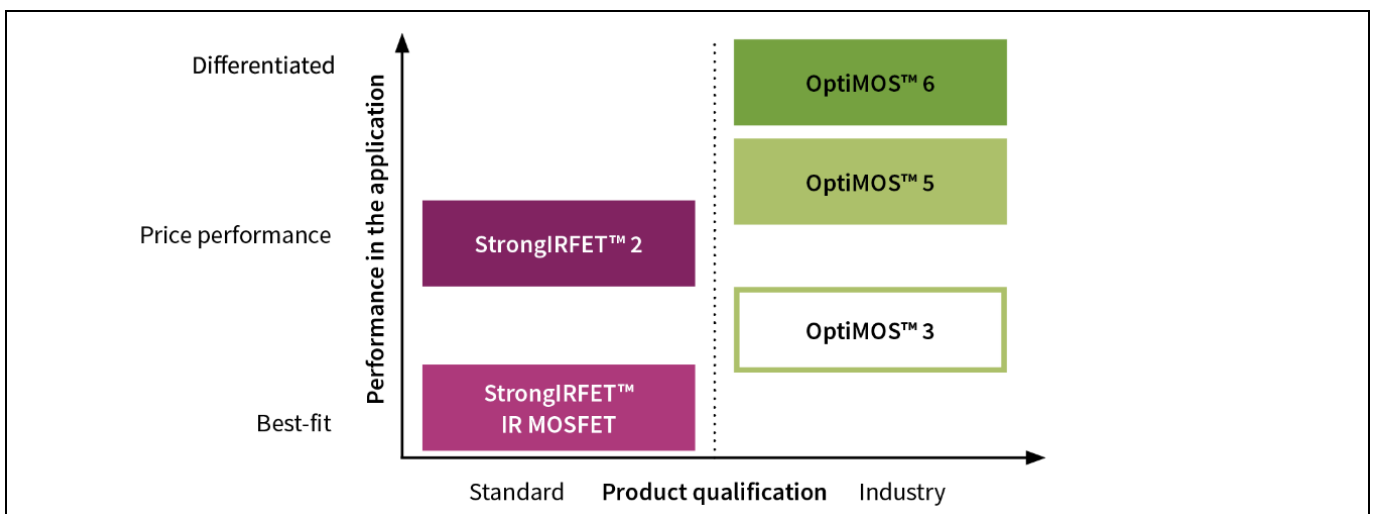 Differentiated
Price performance
Best-fit
Performance in the application
OptiMOS™ 6
OptiMOS™ 5
StrongIRFET™ 2
OptiMOS™ 3
StrongIRFET™
IR MOSFET
Standard
Product qualification
Industry